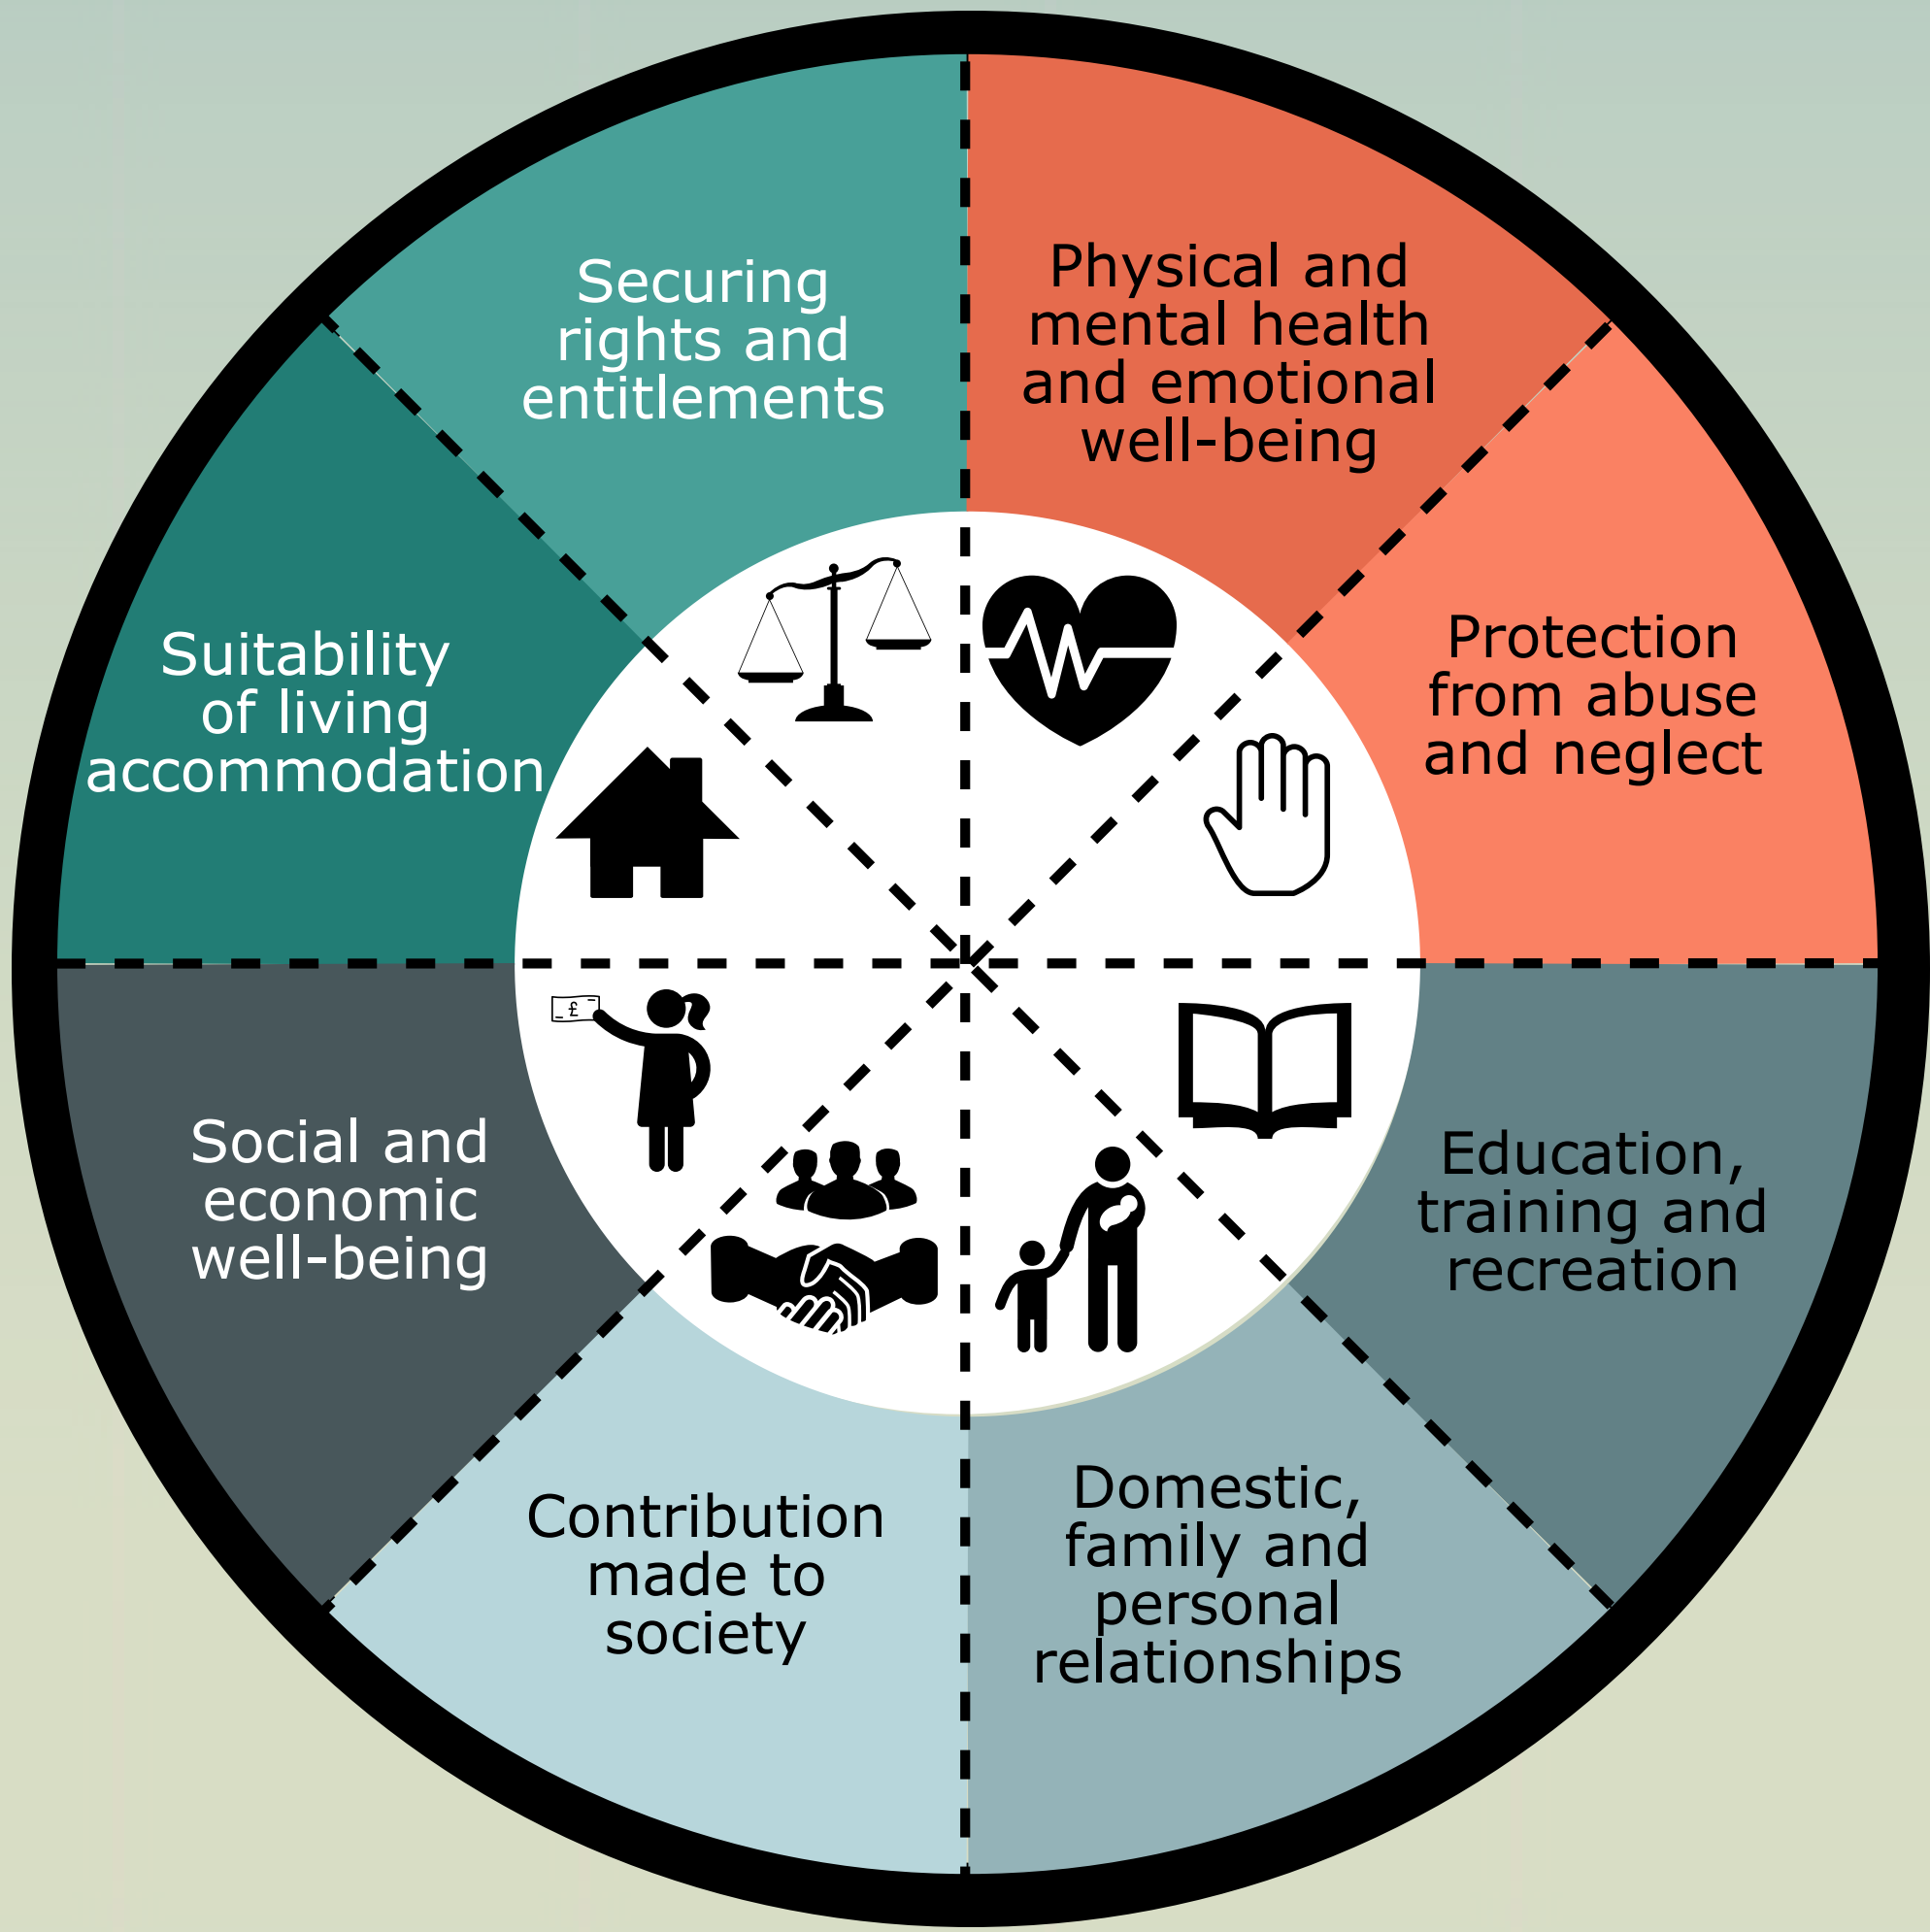 Securing
rights and
entitlements
Physical and
mental health
and emotional
well-being
Protection
from abuse
and neglect
Education,
training and
recreation
Domestic,
family and
personal
relationships
Contribution
made to
society
Social and
economic
well-being
£
Suitability
of living
accommodation